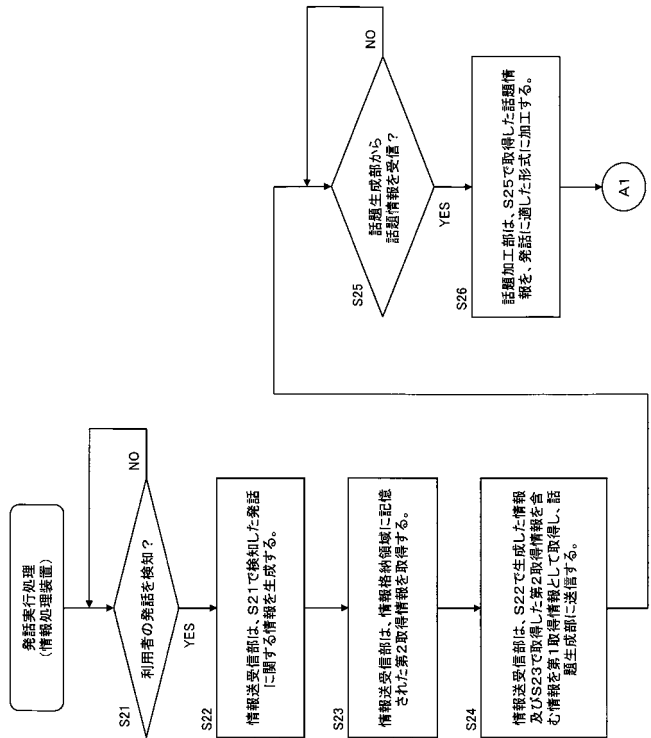 発話実行処理
(情報処理装置)
S21
利用者の発話を検知？
NO
YES
S22
情報送受信部は、S21で検知した発話
に関する情報を生成する。
S23
情報送受信部は、情報格納領域に記憶
された第2取得情報を取得する。
S24
情報送受信部は、S22で生成した情報
及びS23で取得した第2取得情報を含
む情報を第1取得情報として取得し、話
題生成部に送信する。
S25
話題生成部から
話題情報を受信？
NO
YES
S26
話題加工部は、S25で取得した話題情
報を、発話に適した形式に加工する。
A1